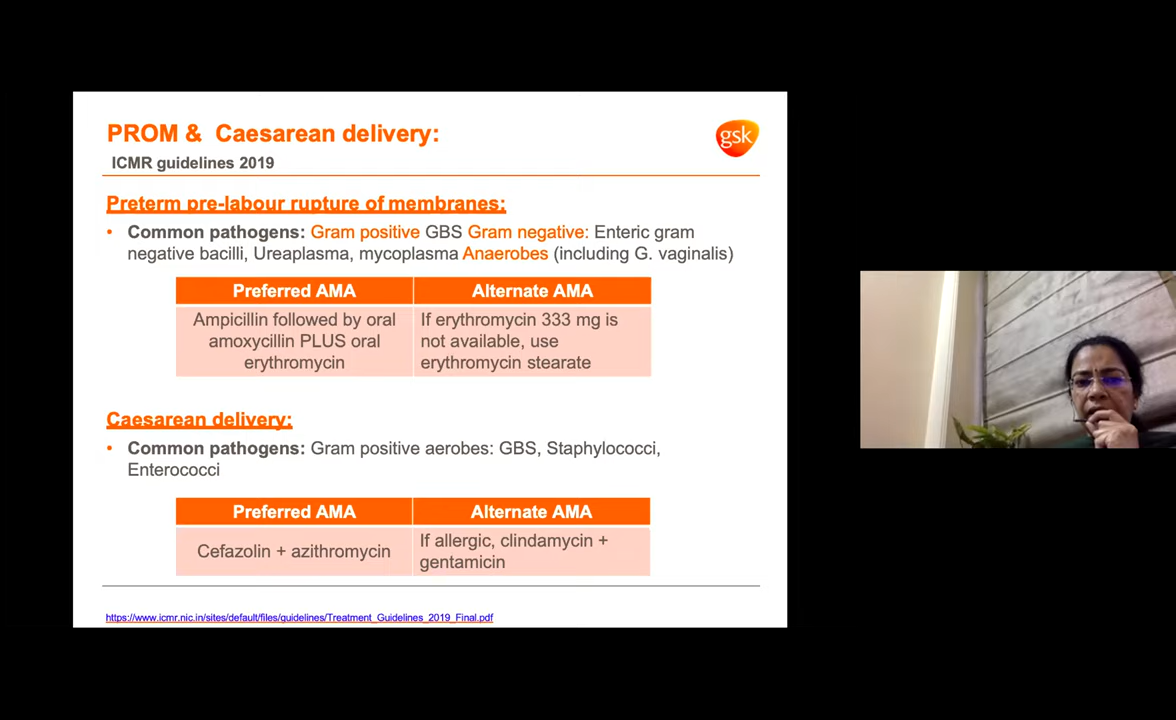 PROM & Caesarean delivery:
gsk
ICMR guidelines 2019
Preterm pre-labour rupture of membranes:
• Common pathogens: Gram positive GBS Gram negative: Enteric gram
negative bacilli, Ureaplasma, mycoplasma Anaerobes (including G. vaginalis)
Preferred AMA
Alternate AMA
Ampicillin followed by oral
amoxycillin PLUS oral
erythromycin
If erythromycin 333 mg is
not available, use
erythromycin stearate
Caesarean delivery:
• Common pathogens: Gram positive aerobes: GBS, Staphylococci,
Enterococci
Preferred AMA
Alternate AMA
Cefazolin + azithromycin
If allergic, clindamycin +
gentamicin
https://www.icmr.nic.in/sites/default/files/guidelines/Treatment_Guidelines_2019_Final.pdf